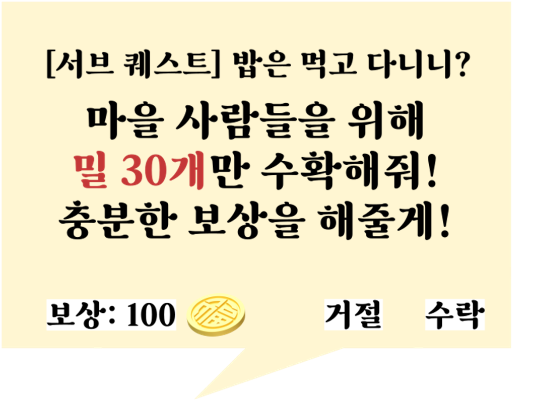 [서브 퀘스트] 밥은 먹고 다니니?
마을 사람들을 위해
밀 30개만 수확해줘!
충분한 보상을 해줄게!
보상: 100 거절 수락